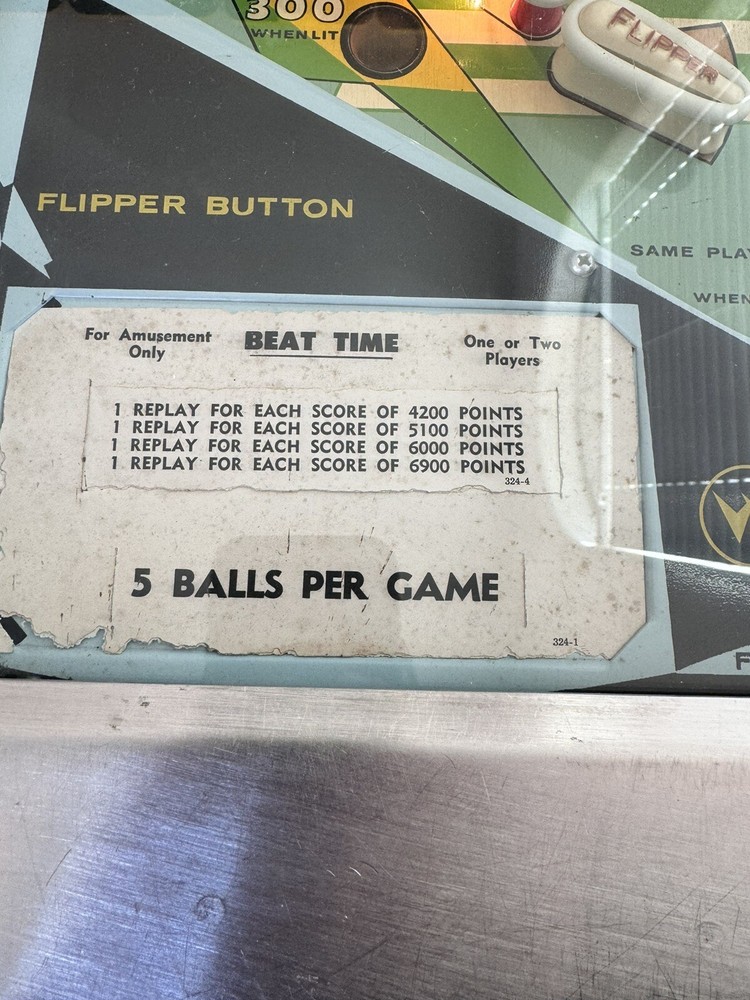 300
WHEN LIT
FLIPPER
FLIPPER BUTTON
SAME
For Amusement
Only
BEAT TIME
One or Two
Players
1 REPLAY FOR EACH SCORE OF 4200 POINTS
1 REPLAY FOR EACH SCORE OF 5100 POINTS
1 REPLAY FOR EACH SCORE OF 6000 POINTS
1 REPLAY FOR EACH SCORE OF 6900 POINTS
324-4
5 BALLS PER GAME
324-1